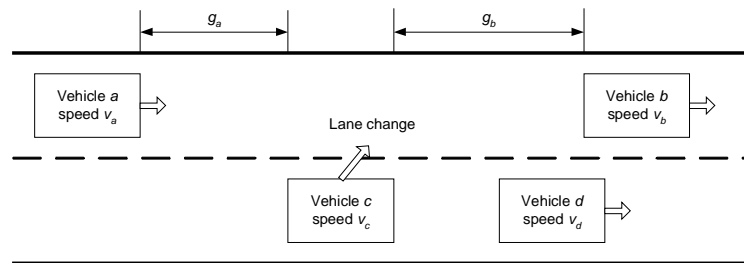 g_a
g_b
Vehicle a
speed v_a
Vehicle b
speed v_b
Lane change
Vehicle c
speed v_c
Vehicle d
speed v_d